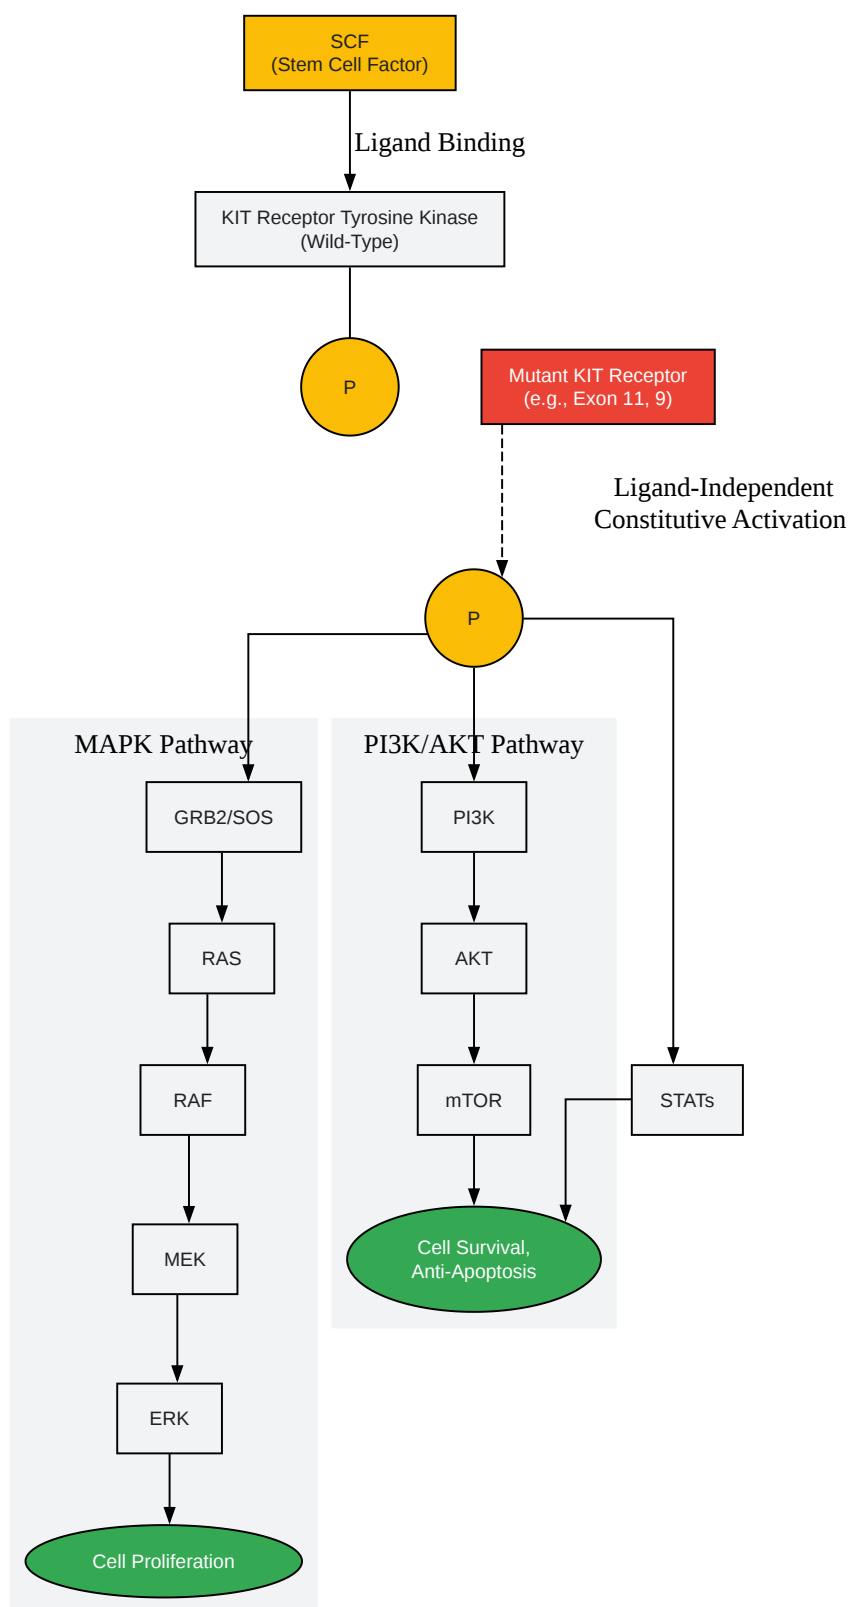 SCF
(Stem Cell Factor)
Ligand Binding
KIT Receptor Tyrosine Kinase
(Wild-Type)
P
Mutant KIT Receptor
(e.g., Exon 11, 9)
Ligand-Independent
Constitutive Activation
P
MAPK Pathway
PI3K/AKT Pathway
GRB2/SOS
PI3K
RAS
AKT
RAF
mTOR
STATs
MEK
Cell Survival,
Anti-Apoptosis
ERK
Cell Proliferation